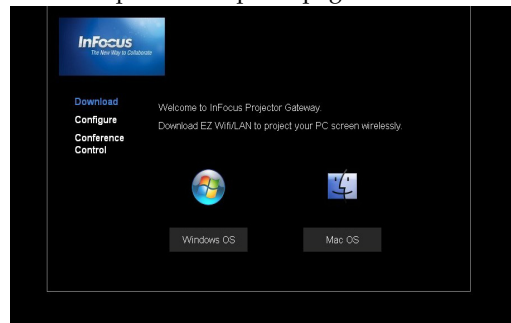 InFocus
The New Way to Collaborate
Download
Configure
Conference
Control
Welcome to InFocus Projector Gateway.
Download EZ Wifi/LAN to project your PC screen wirelessly.
Windows OS
Mac OS